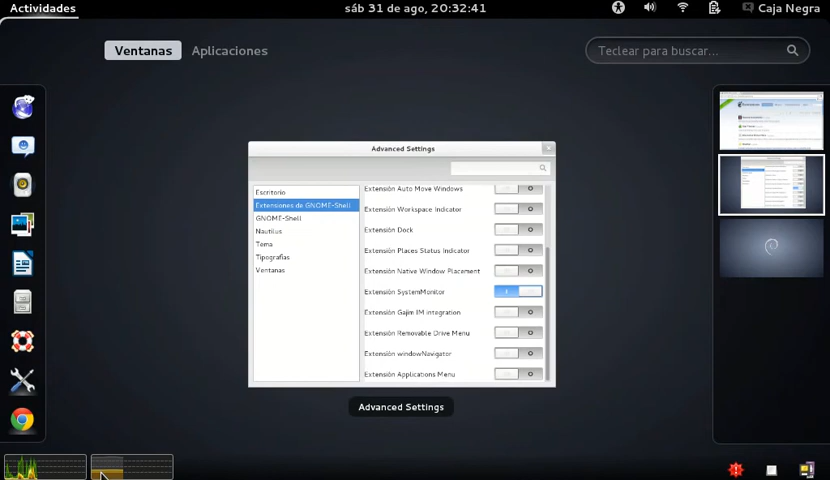 Actividades
sáb 31 de ago, 20:32:41
Caja Negra
Ventanas
Aplicaciones
Teclear para buscar...
Advanced Settings
Escritorio
Extensiones de GNOME-Shell
GNOME-Shell
Nautilus
Tema
Tipografías
Ventanas
Extensión Auto Move Windows
Extensión Workspace Indicator
Extensión Dock
Extensión Places Status Indicator
Extensión Native Window Placement
Extensión SystemMonitor
Extensión Gajim IM integration
Extensión Removable Drive Menu
Extensión windowNavigator
Extensión Applications Menu
Advanced Settings